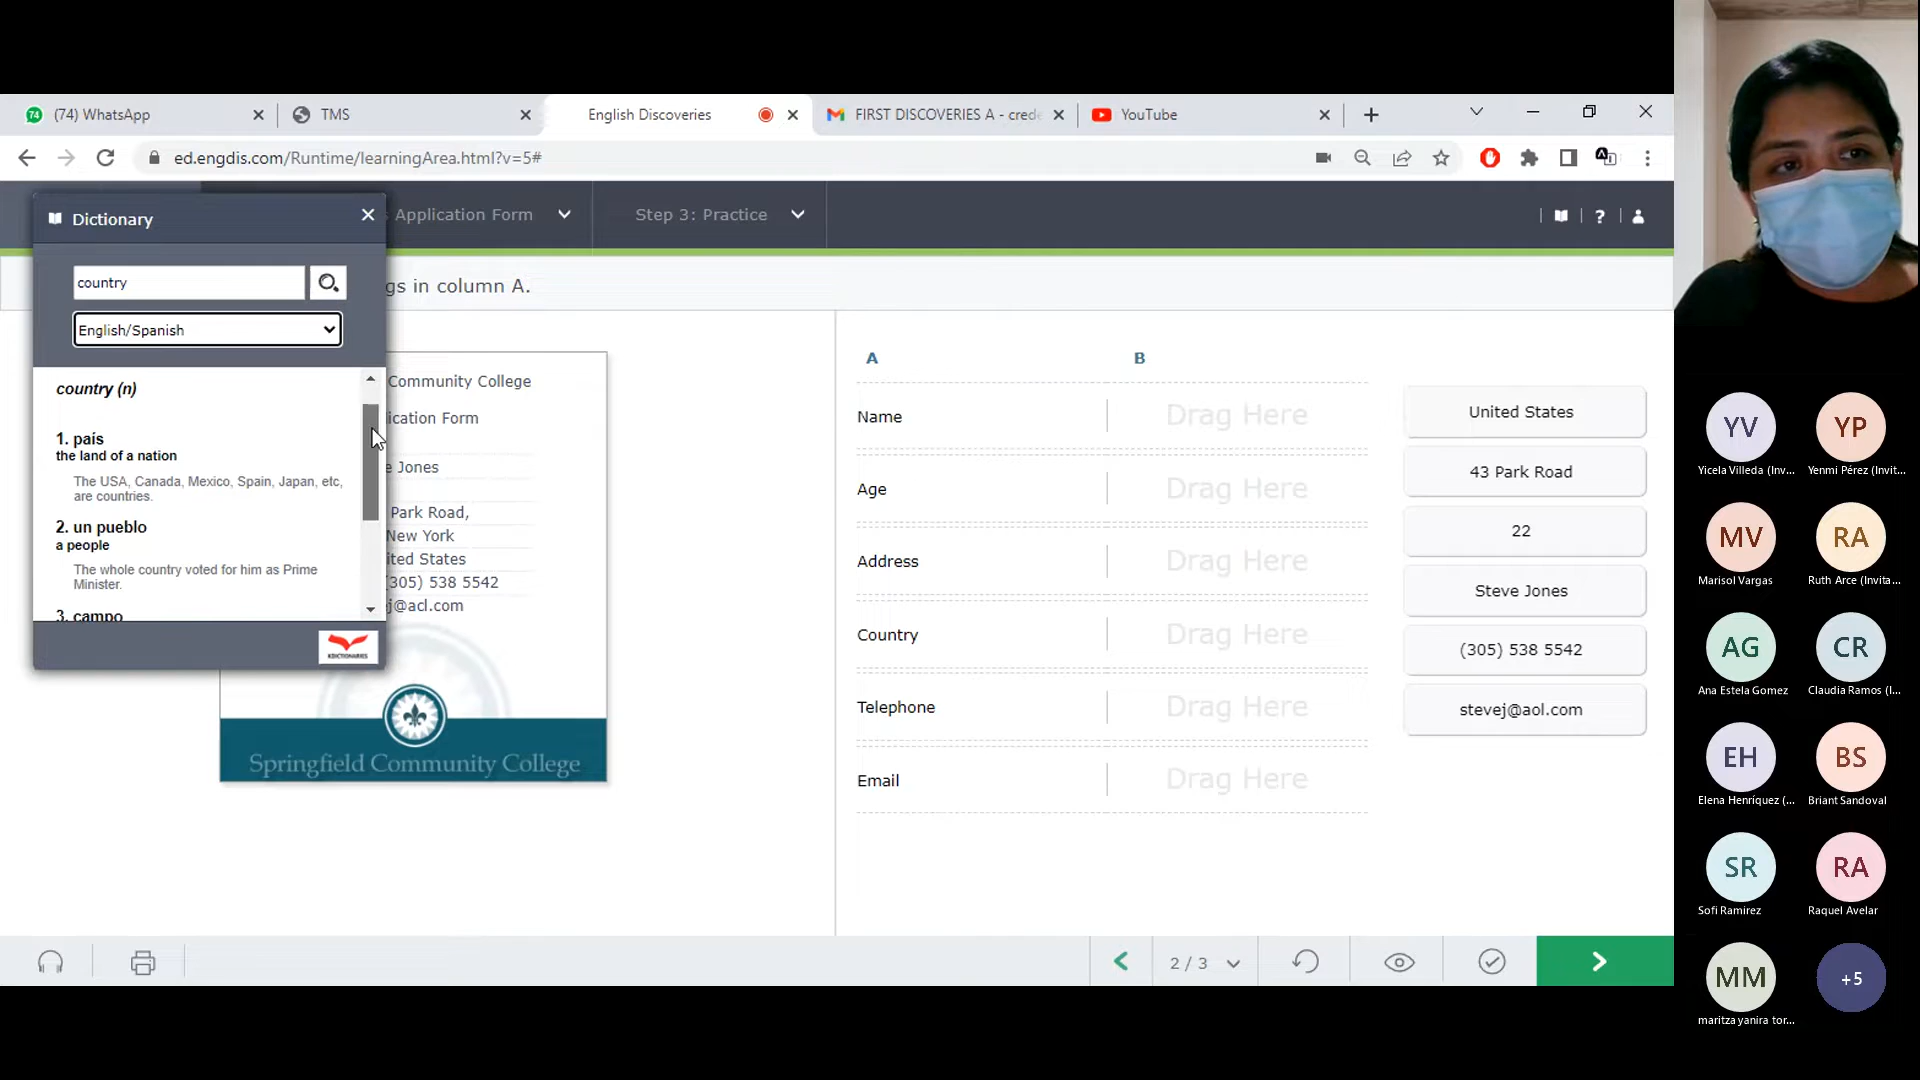 (74) WhatsApp
TMS
English Discoveries
FIRST DISCOVERIES A - crede
YouTube
ed.engdis.com/Runtime/learningArea.html?v=5#
Dictionary
s Application Form
Step 3: Practice
country
gs in column A.
English/Spanish
country (n)
1. país
the land of a nation
The USA, Canada, Mexico, Spain, Japan, etc,
are countries.
2. un pueblo
a people
The whole country voted for him as Prime
Minister.
3. campo
KDICTIONARIES
Community College
ication Form
e Jones
Park Road,
New York
ted States
(305) 538 5542
j@acl.com
Springfield Community College
A
B
Name
Drag Here
Age
Drag Here
Address
Drag Here
Country
Drag Here
Telephone
Drag Here
Email
Drag Here
United States
43 Park Road
22
Steve Jones
(305) 538 5542
stevej@aol.com
2 / 3
YV
Yicela Villeda (Inv...
YP
Yenmi Pérez (Invit...
MV
Marisol Vargas
RA
Ruth Arce (Invita...
AG
Ana Estela Gomez
CR
Claudia Ramos (I...
EH
Elena Henríquez (...
BS
Briant Sandoval
SR
Sofi Ramirez
RA
Raquel Avelar
MM
maritza yanira tor...
+5